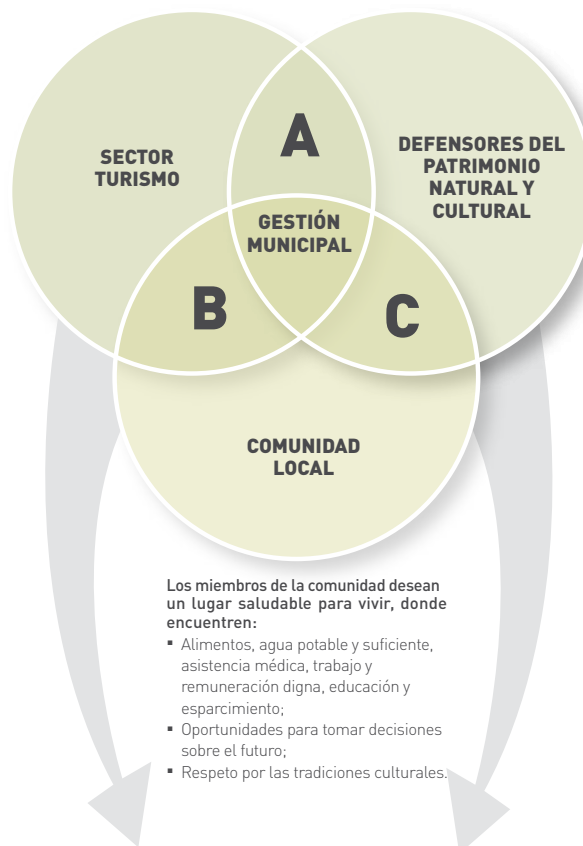 A
SECTOR
TURISMO
DEFENSORES DEL
PATRIMONIO
NATURAL Y
CULTURAL
GESTIÓN
MUNICIPAL
B
C
COMUNIDAD
LOCAL
Los miembros de la comunidad desean
un lugar saludable para vivir, donde
encuentren:
▪ Alimentos, agua potable y suficiente,
asistencia médica, trabajo y
remuneración digna, educación y
esparcimiento;
▪ Oportunidades para tomar decisiones
sobre el futuro;
▪ Respeto por las tradiciones culturales.